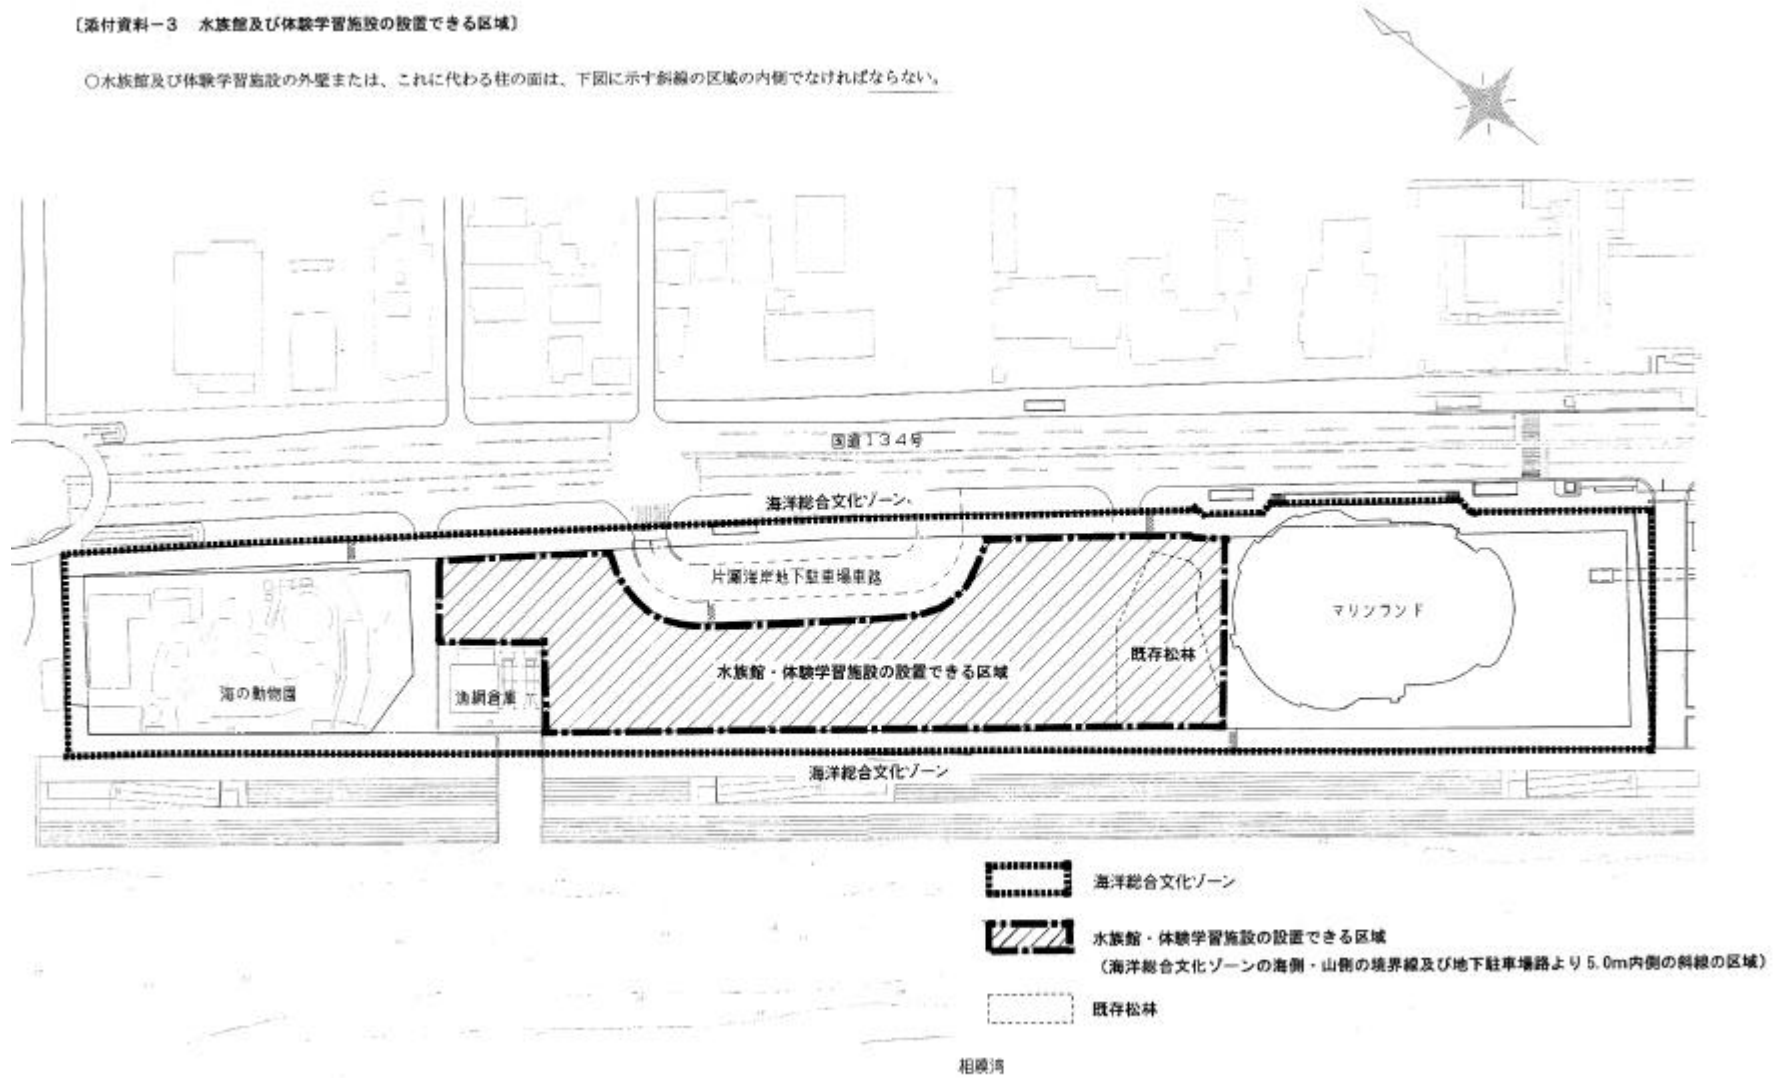 〔添付資料－3　水族館及び体験学習施設の設置できる区域〕
○水族館及び体験学習施設の外壁または、これに代わる柱の面は、下図に示す斜線の区域の内側でなければならない。
国道134号
海洋総合文化ゾーン
片瀬海岸地下駐車場車路
マリンランド
既存松林
水族館・体験学習施設の設置できる区域
海の動物園
漁網倉庫
海洋総合文化ゾーン
海洋総合文化ゾーン
水族館・体験学習施設の設置できる区域
（海洋総合文化ゾーンの海側・山側の境界線及び地下駐車場路より5.0m内側の斜線の区域）
既存松林
相模湾